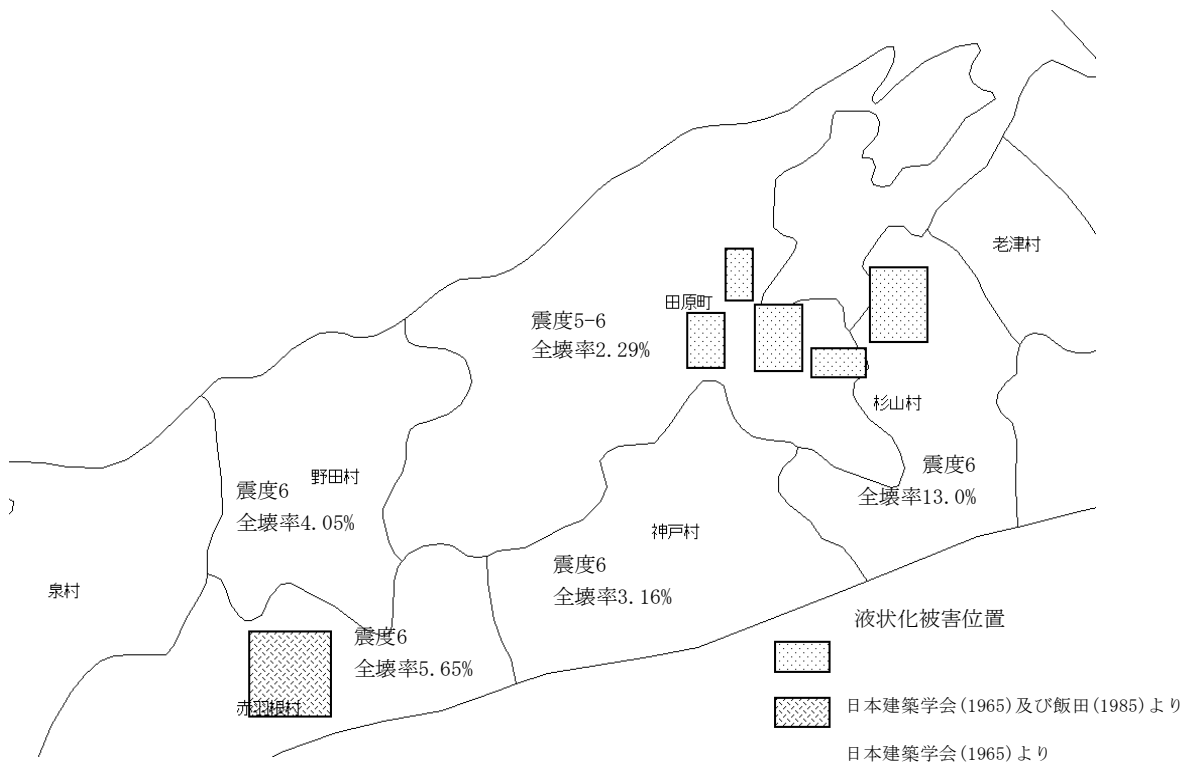 老津村
田原町
震度5-6
全壊率2.29%
杉山村
震度6
全壊率13.0%
野田村
震度6
全壊率4.05%
神戸村
震度6
全壊率3.16%
泉村
震度6
全壊率5.65%
赤羽根村
液状化被害位置
日本建築学会(1965)及び飯田(1985)より
日本建築学会(1965)より